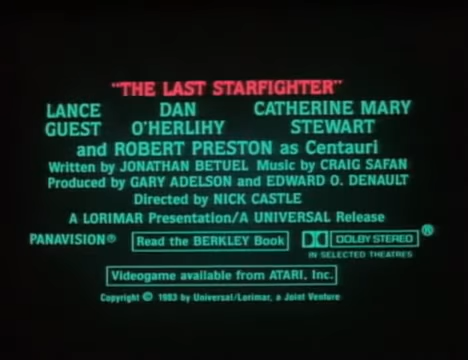 "THE LAST STARFIGHTER"
LANCE GUEST DAN O'HERLIHY CATHERINE MARY STEWART
and ROBERT PRESTON as Centauri
Written by JONATHAN BETUEL Music by CRAIG SAFAN
Produced by GARY ADELSON and EDWARD O. DENAULT
Directed by NICK CASTLE
A LORIMAR Presentation/A UNIVERSAL Release
PANAVISION® Read the BERKLEY Book DOLBY STEREO ®
IN SELECTED THEATRES
Videogame available from ATARI, Inc.
Copyright © 1983 by Universal/Lorimar, a Joint Venture